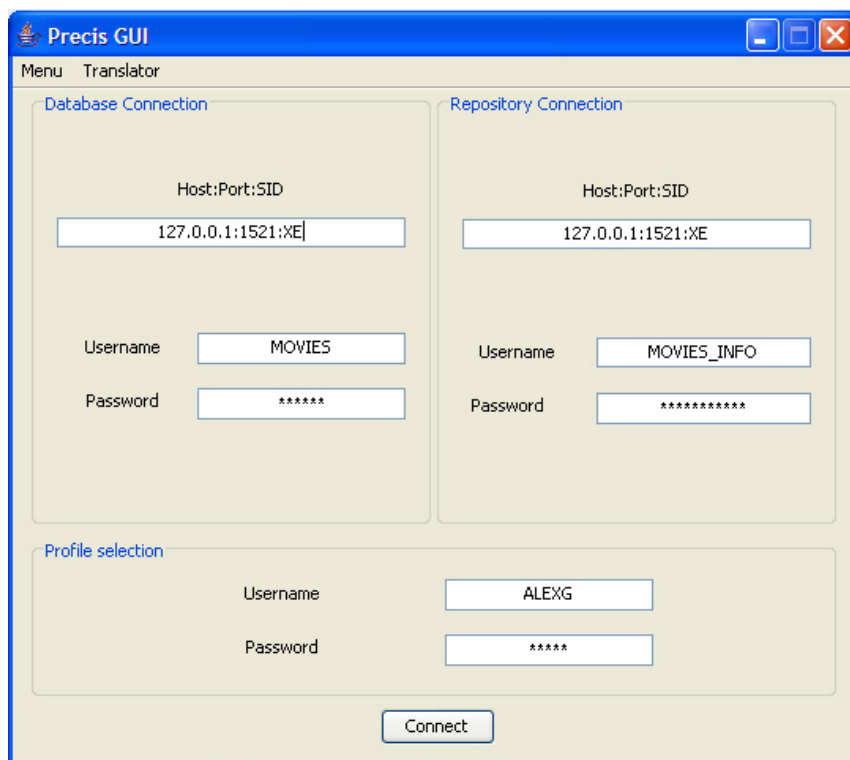 Precis GUI
Menu Translator
Database Connection
Host:Port:SID
127.0.0.1:1521:XE
Username MOVIES
Password ******
Repository Connection
Host:Port:SID
127.0.0.1:1521:XE
Username MOVIES_INFO
Password ***********
Profile selection
Username ALEXG
Password *****
Connect